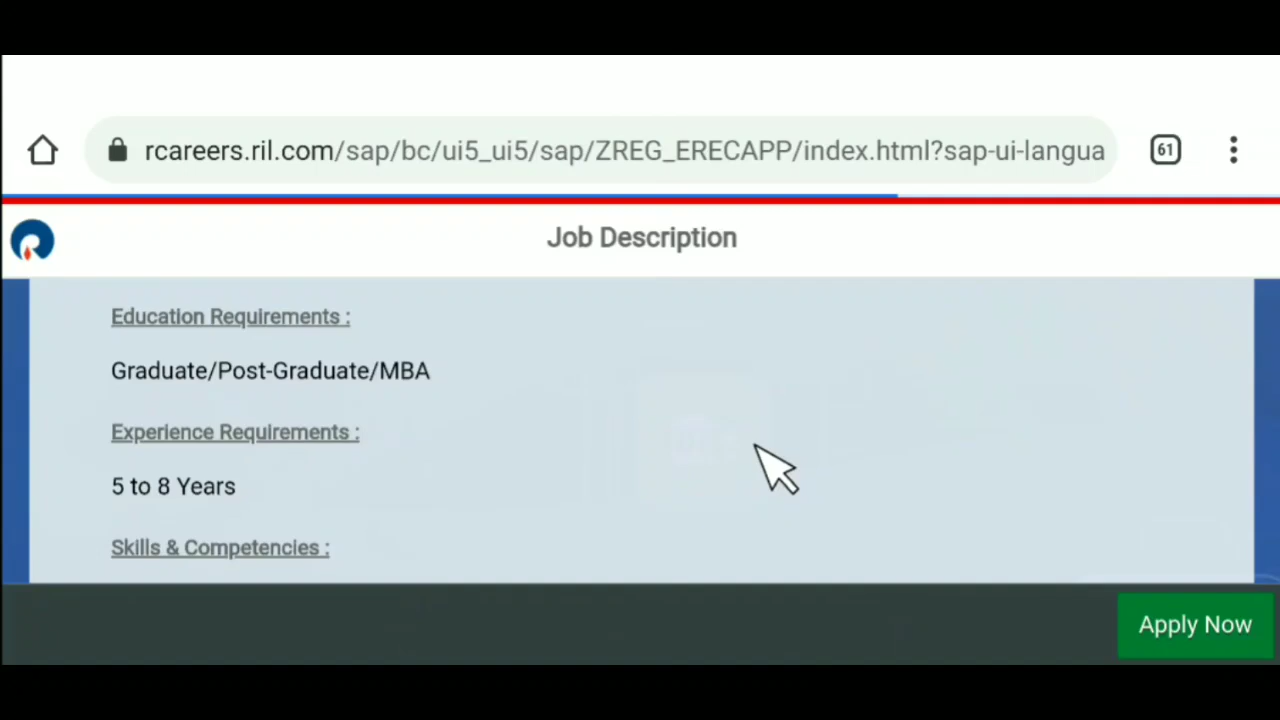 rcareers.ril.com/sap/bc/ui5_ui5/sap/ZREG_ERECAPP/index.html?sap-ui-langua
61
Job Description
Education Requirements :
Graduate/Post-Graduate/MBA
Experience Requirements :
5 to 8 Years
Skills & Competencies :
Apply Now